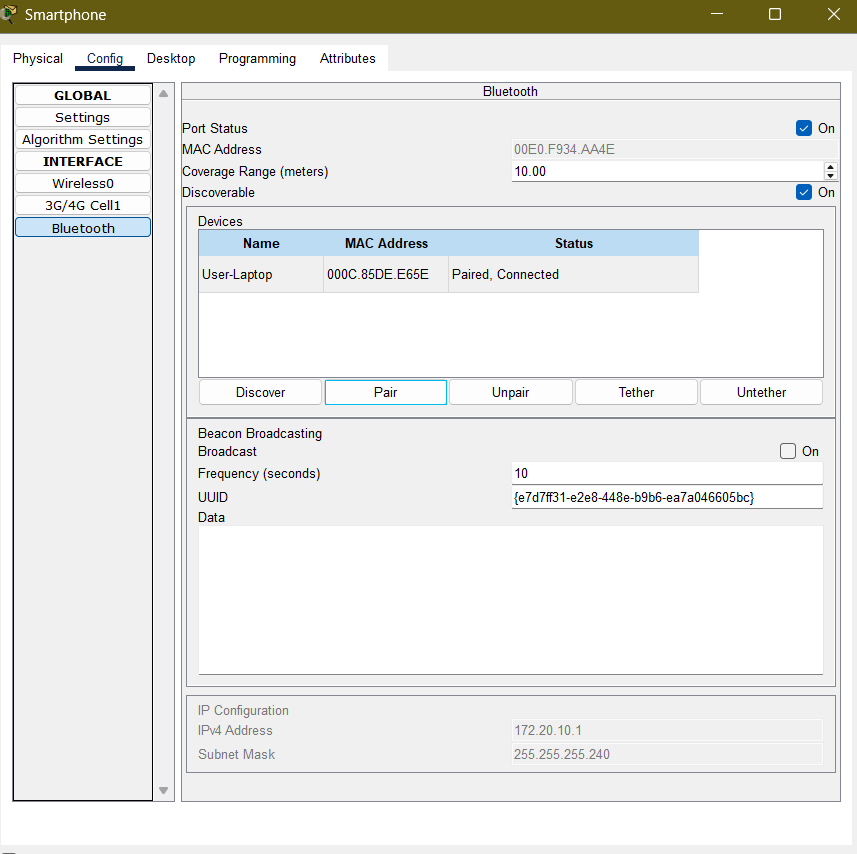 Smartphone
Physical Config Desktop Programming Attributes
GLOBAL
Settings
Algorithm Settings
INTERFACE
Wireless0
3G/4G Cell1
Bluetooth
Bluetooth
Port Status On
MAC Address 00E0.F934.AA4E
Coverage Range (meters) 10.00
Discoverable On
Devices
Name MAC Address Status
User-Laptop 000C.85DE.E65E Paired, Connected
Discover Pair Unpair Tether Untether
Beacon Broadcasting
Broadcast On
Frequency (seconds) 10
UUID {e7d7ff31-e2e8-448e-b9b6-ea7a046605bc}
Data
IP Configuration
IPv4 Address 172.20.10.1
Subnet Mask 255.255.255.240